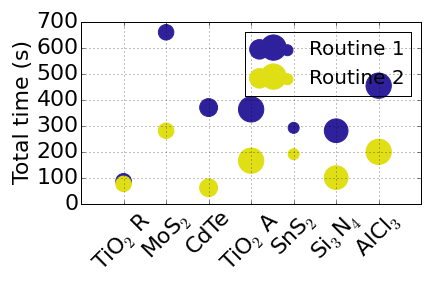 700
600
500
400
300
200
100
0
Total time (s)
Routine 1
Routine 2
TiO₂ R
MoS₂
CdTe
TiO₂ A
SnS₂
Si₃N₄
AlCl₃